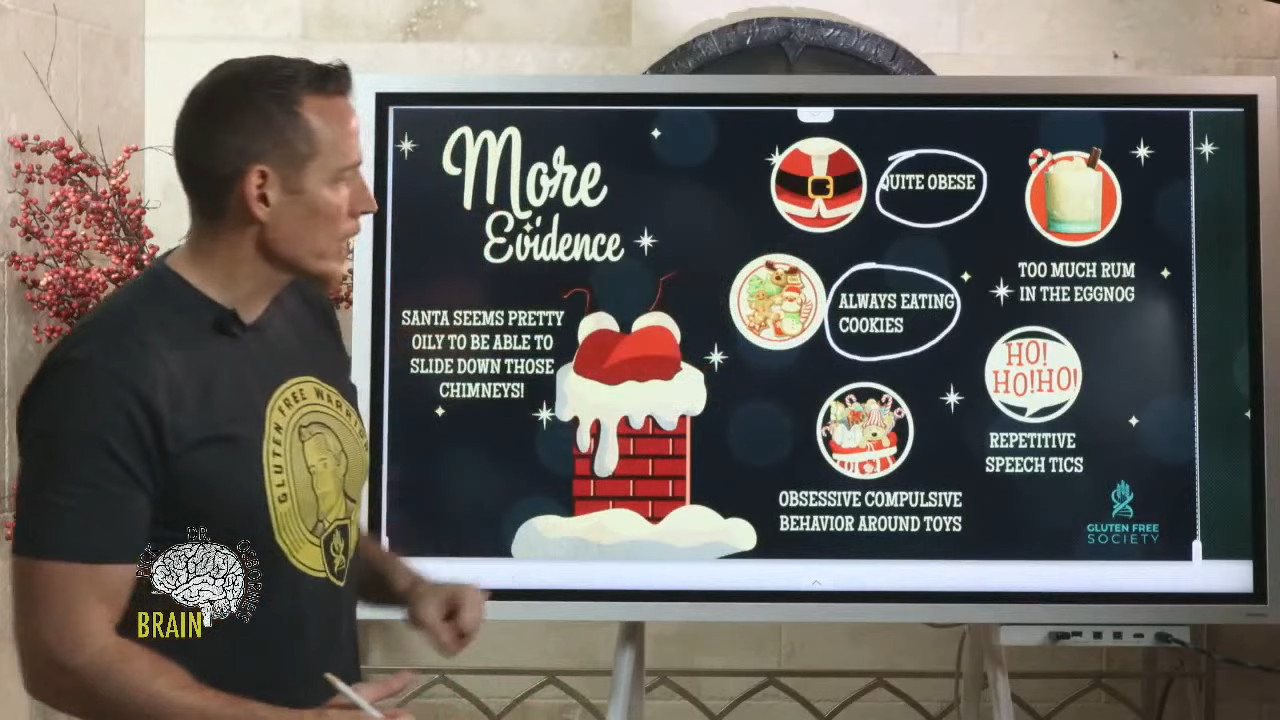 More
Evidence
SANTA SEEMS PRETTY
OILY TO BE ABLE TO
SLIDE DOWN THOSE
CHIMNEYS!
QUITE OBESE
ALWAYS EATING
COOKIES
OBSESSIVE COMPULSIVE
BEHAVIOR AROUND TOYS
TOO MUCH RUM
IN THE EGGNOG
HO!
HO!HO!
REPETITIVE
SPEECH TICS
GLUTEN FREE
SOCIETY
GLUTEN FREE WARRIOR
DR.
BRAIN